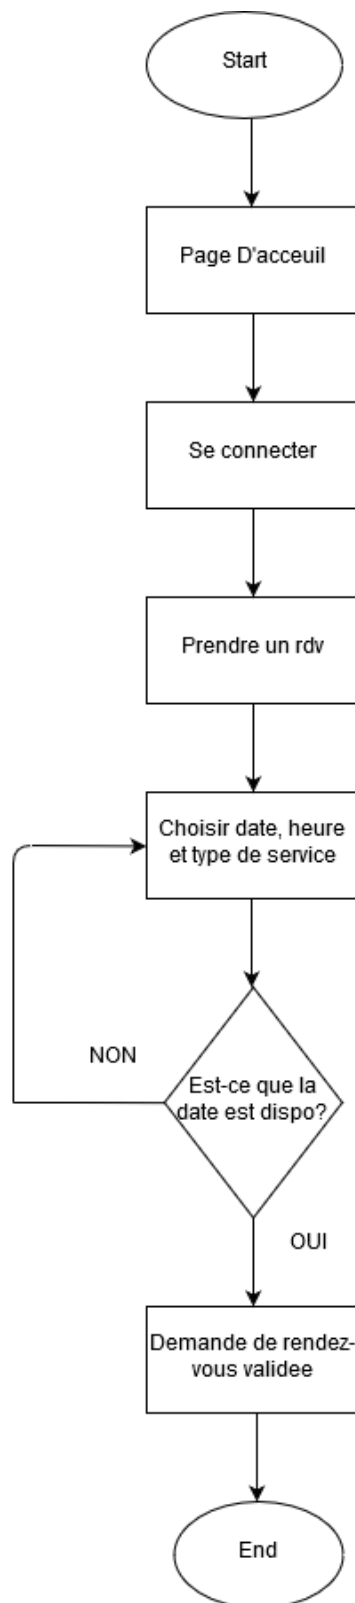 Start
Page D'acceuil
Se connecter
Prendre un rdv
Choisir date, heure
et type de service
NON
Est-ce que la
date est dispo?
OUI
Demande de rendez-
vous validee
End